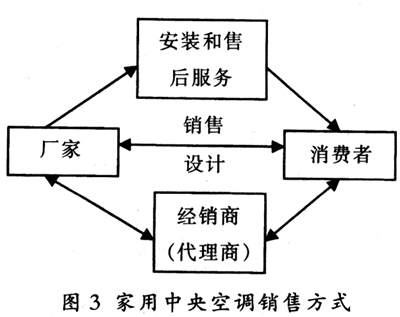 安装和售
后服务
销售
厂家
消费者
设计
经销商
(代理商)
图 3 家用中央空调销售方式